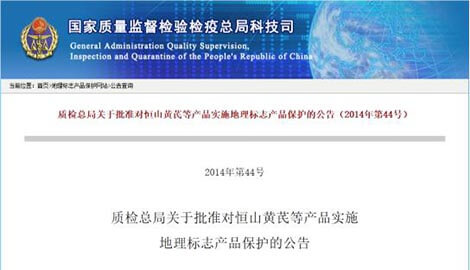 国家质量监督检验检疫总局科技司
General Administration Quality Supervision,
Inspection and Quarantine of the People's Republic of China
当前位置：首页>地理标志产品保护网站>公告查询
质检总局关于批准对恒山黄芪等产品实施地理标志产品保护的公告（2014年第44号）
2014年第44号
质检总局关于批准对恒山黄芪等产品实施
地理标志产品保护的公告